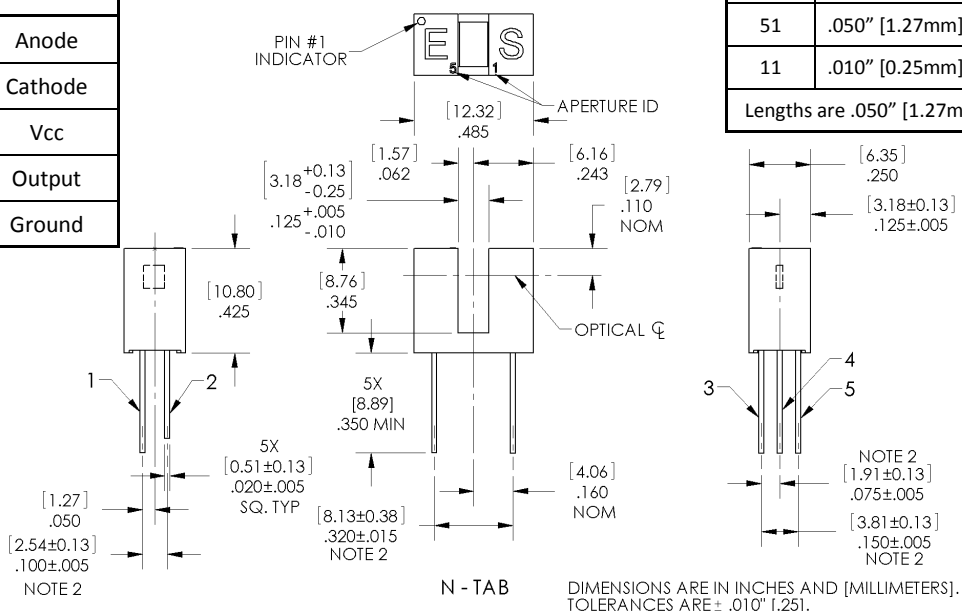 Anode
Cathode
Vcc
Output
Ground
51 .050” [1.27mm]
11 .010” [0.25mm]
Lengths are .050” [1.27m
PIN #1
INDICATOR
E S
5 1
APERTURE ID
[12.32]
.485
[1.57]
.062
[6.16]
.243
[3.18 +0.13 -0.25]
.125 +.005 -.010
[2.79]
.110
NOM
[6.35]
.250
[3.18±0.13]
.125±.005
[10.80]
.425
[8.76]
.345
OPTICAL ℄
1
2
5X
[8.89]
.350 MIN
3
4
5
5X
[0.51±0.13]
.020±.005
SQ. TYP
[1.27]
.050
[2.54±0.13]
.100±.005
NOTE 2
[8.13±0.38]
.320±.015
NOTE 2
[4.06]
.160
NOM
NOTE 2
[1.91±0.13]
.075±.005
[3.81±0.13]
.150±.005
NOTE 2
N - TAB
DIMENSIONS ARE IN INCHES AND [MILLIMETERS].
TOLERANCES ARE ± .010" [.25].